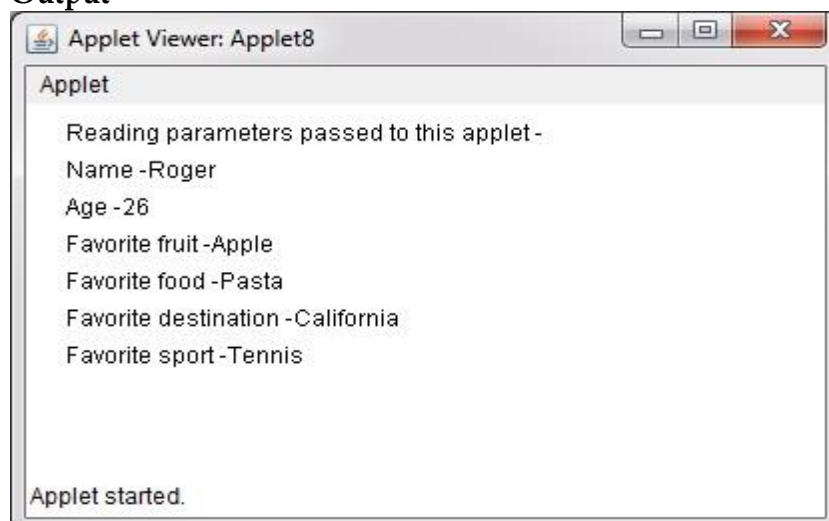 Output
Applet Viewer: Applet8
Applet
Reading parameters passed to this applet -
Name -Roger
Age -26
Favorite fruit -Apple
Favorite food -Pasta
Favorite destination -California
Favorite sport -Tennis
Applet started.